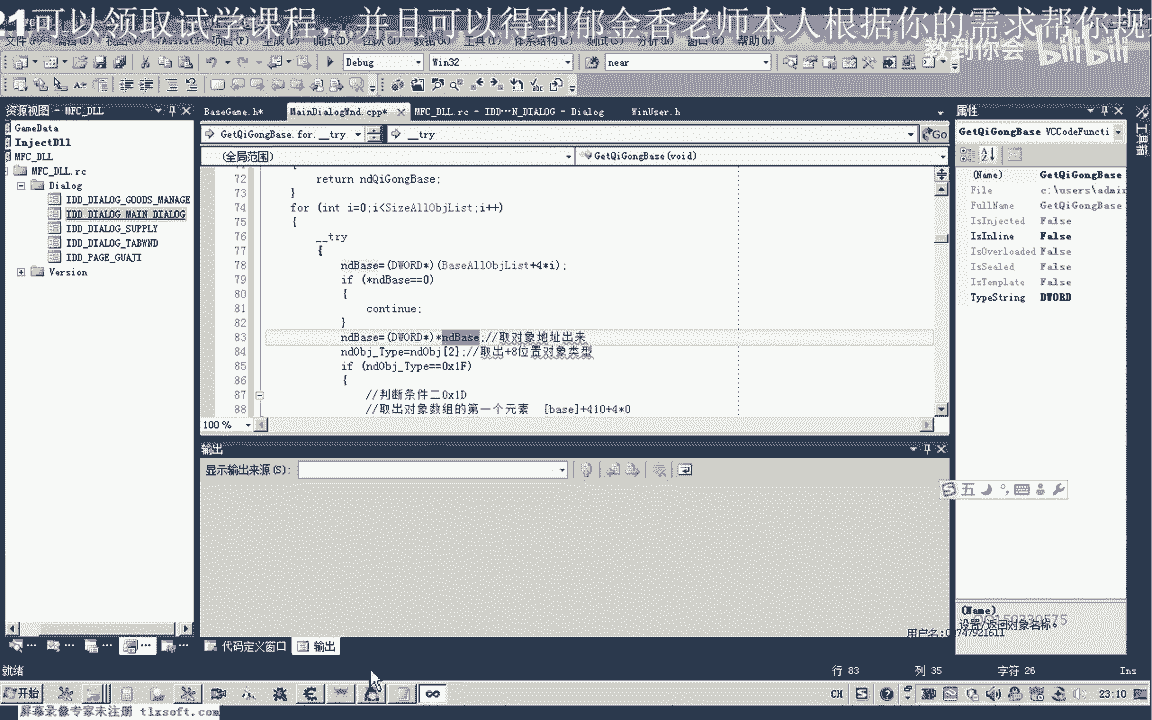 21可以领取试学课程,,并且可以得到郁金香老师本人根据你的需求帮你规
教到你会 bilibili
Debug Win32 near
资源视图 - MFC_DLL
BaseGame.h* MainDialogWnd.cpp* MFC_DLL.rc - IDD...N_DIALOG - Dialog WinUser.h
属性
GameData
InjectDll
MFC_DLL
MFC_DLL.rc
Dialog
IDD_DIALOG_GOODS_MANAGE
IDD_DIALOG_MAIN_DIALOG
IDD_DIALOG_SUPPLY
IDD_DIALOG_TABWND
IDD_PAGE_GUAJI
Version
GetQiGongBase.for.__try __try Go
(全局范围) GetQiGongBase(void)
72 return ndQiGongBase;
73 }
74 for (int i=0;i<SizeAllObjList;i++)
75 {
76 __try
77 {
78 ndBase=(DWORD*)(BaseAllObjList+4*i);
79 if (*ndBase==0)
80 {
81 continue;
82 }
83 ndBase=(DWORD*)*ndBase;//取对象地址出来
84 ndObj_Type=ndObj[2];//取出+8位置对象类型
85 if (ndObj_Type==0x1F)
86 {
87 //判断条件二0x1D
88 //取出对象数组的第一个元素 [base]+410+4*0
100 %
输出
显示输出来源(S):
代码定义窗口 输出
GetQiGongBase VCCodeFuncti
(Name) GetQiGongBase
File c:\users\admi
FullName GetQiGongBase
IsInjected False
IsInline False
IsOverloaded False
IsSealed False
IsTemplate False
TypeString DWORD
五
(Name)
设置/返回对象名称。
就绪 行 83 列 35 字符 26 Ins
开始 CH 23:10
屏幕录像专家未注册 tlxsoft.com